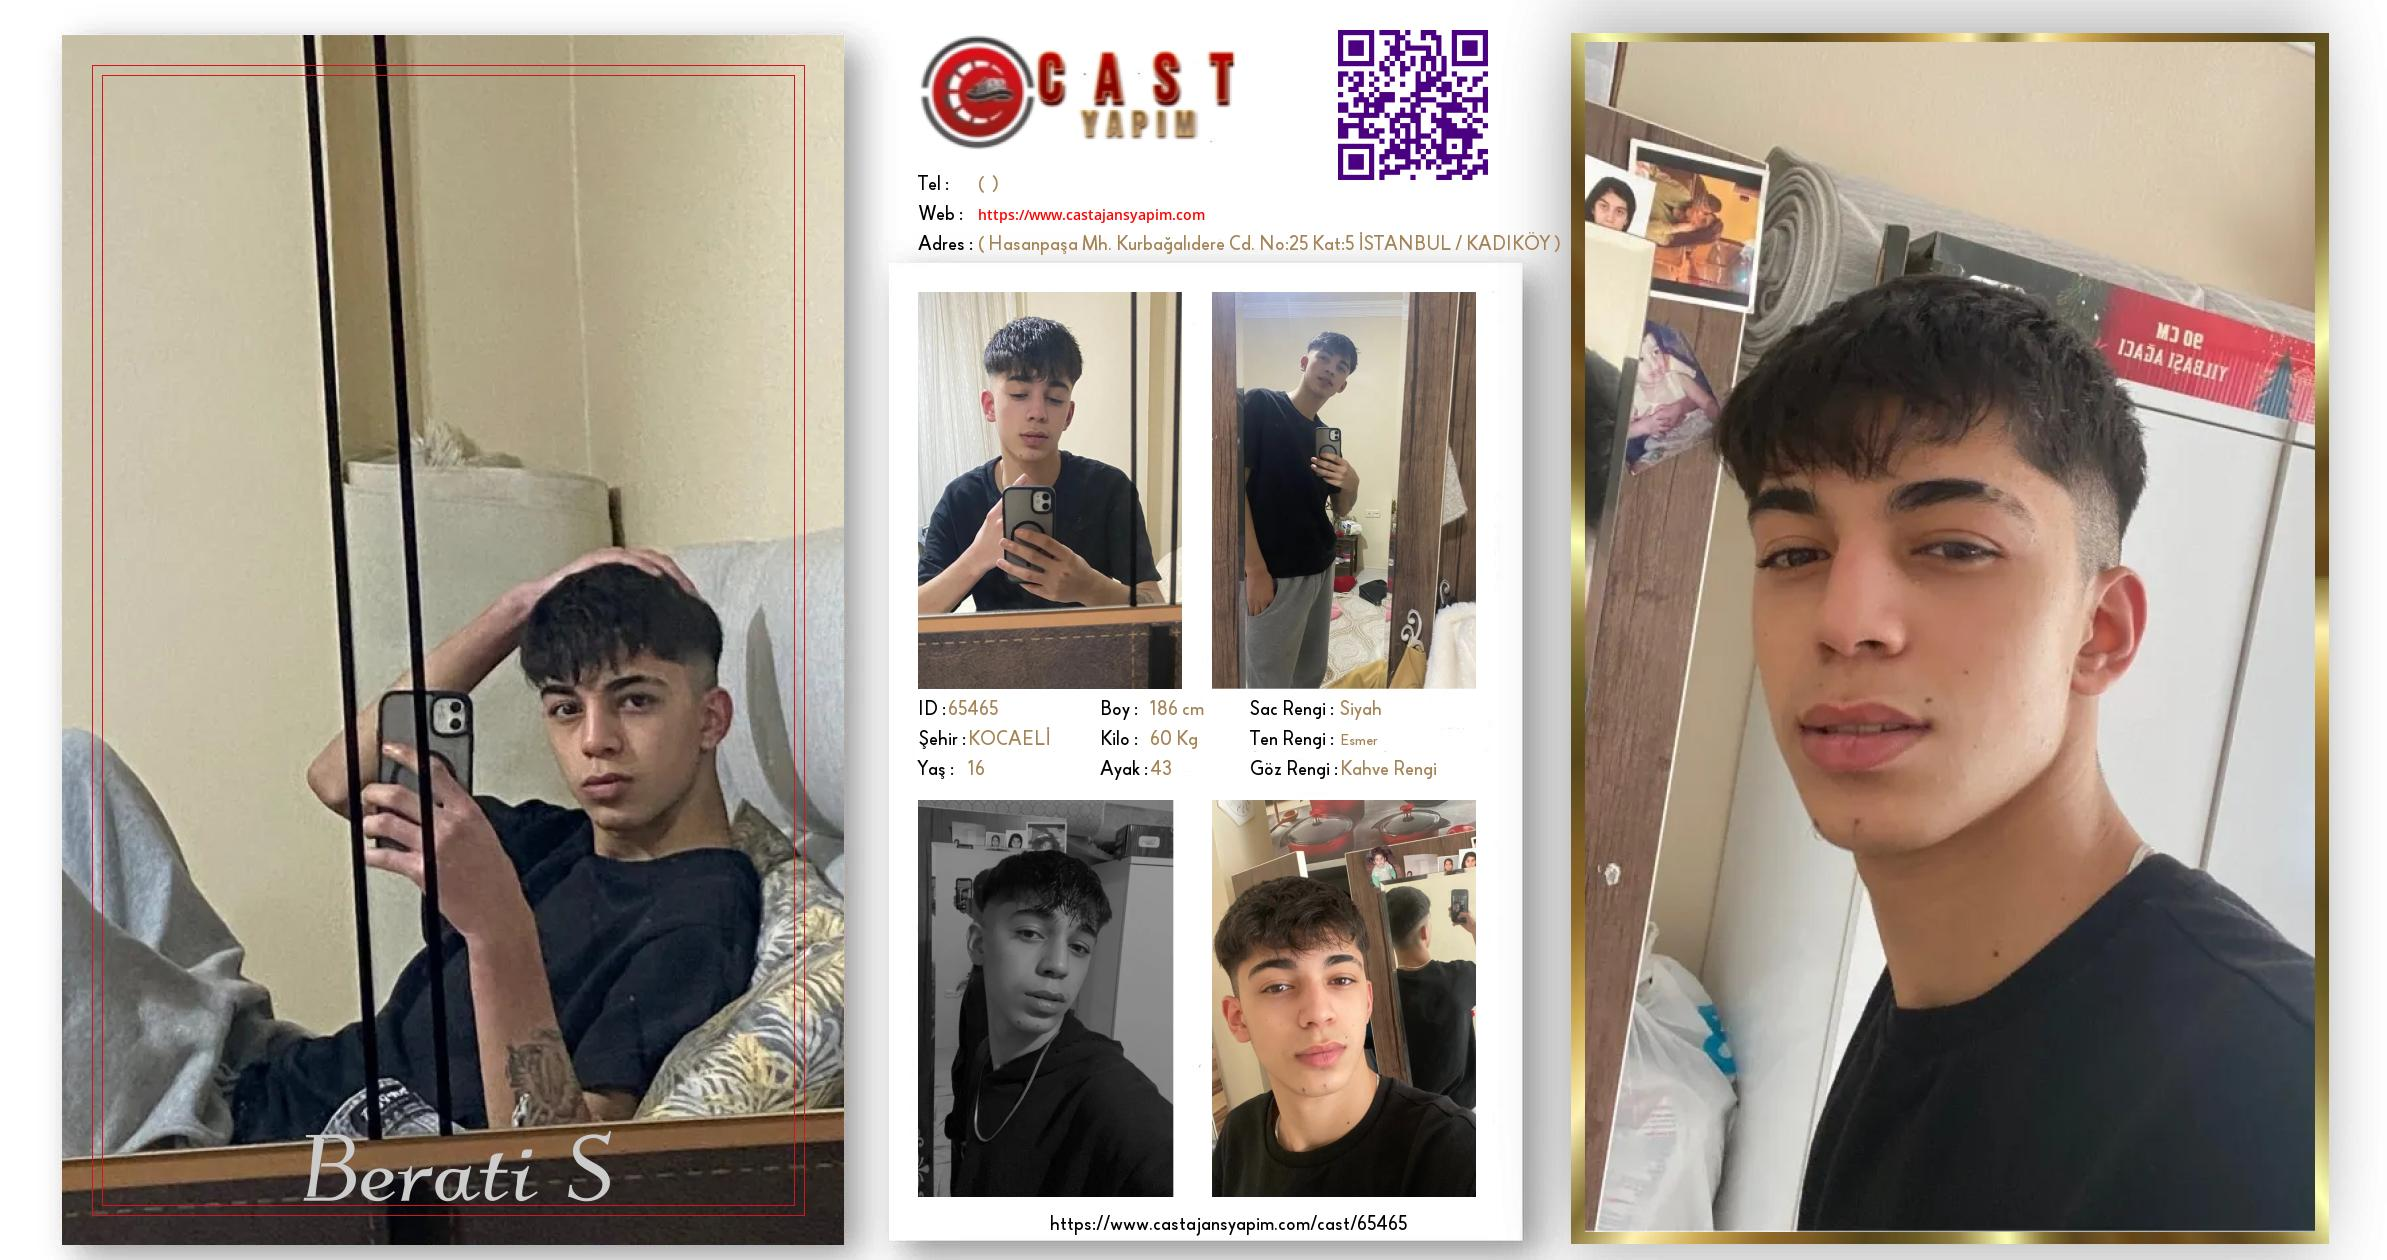 Berati S
CAST
YAPIM
Tel : ( )
Web : https://www.castajansyapim.com
Adres : ( Hasanpaşa Mh. Kurbağalıdere Cd. No:25 Kat:5 İSTANBUL / KADIKÖY )
ID : 65465 Boy : 186 cm Sac Rengi : Siyah
Şehir : KOCAELİ Kilo : 60 Kg Ten Rengi : Esmer
Yaş : 16 Ayak : 43 Göz Rengi : Kahve Rengi
https://www.castajansyapim.com/cast/65465
90 CM
YILBAŞI AĞACI